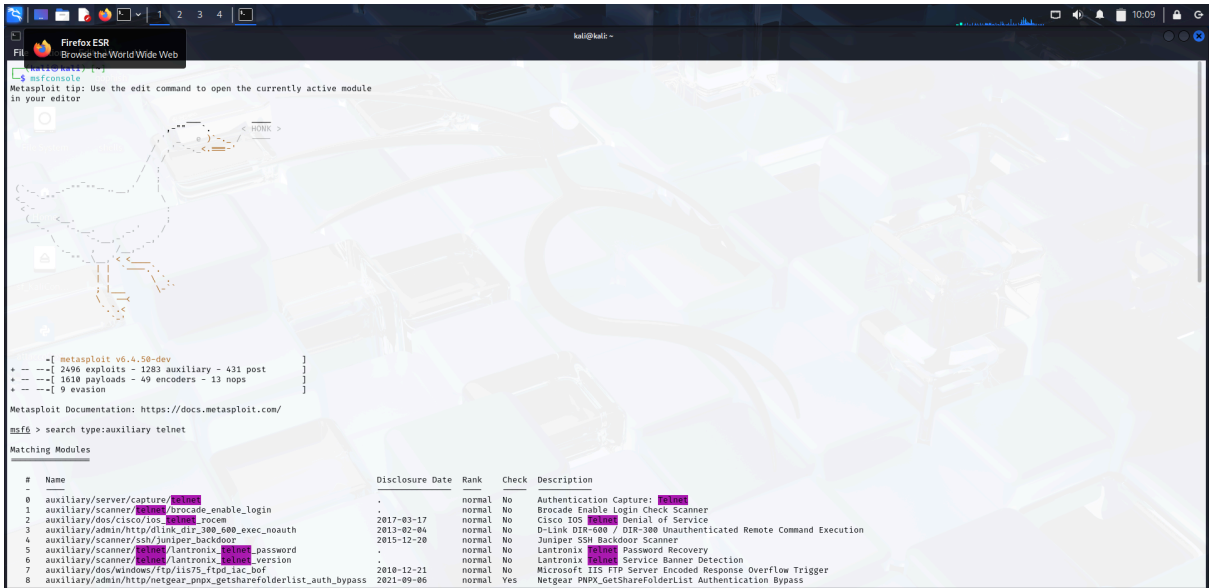 1 2 3 4
10:09
Firefox ESR
Browse the World Wide Web
kali@kali: ~
Fil
(kali㉿kali)-[~]
$ msfconsole
Metasploit tip: Use the edit command to open the currently active module
in your editor
< HONK >
=[ metasploit v6.4.50-dev ]
+ -- --=[ 2496 exploits - 1283 auxiliary - 431 post ]
+ -- --=[ 1610 payloads - 49 encoders - 13 nops ]
+ -- --=[ 9 evasion ]
Metasploit Documentation: https://docs.metasploit.com/
msf6 > search type:auxiliary telnet
Matching Modules
# Name Disclosure Date Rank Check Description
0 auxiliary/server/capture/telnet . normal No Authentication Capture: Telnet
1 auxiliary/scanner/telnet/brocade_enable_login . normal No Brocade Enable Login Check Scanner
2 auxiliary/dos/cisco/ios_telnet_rocem 2017-03-17 normal No Cisco IOS Telnet Denial of Service
3 auxiliary/admin/http/dlink_dir_300_600_exec_noauth 2013-02-04 normal No D-Link DIR-600 / DIR-300 Unauthenticated Remote Command Execution
4 auxiliary/scanner/ssh/juniper_backdoor 2015-12-20 normal No Juniper SSH Backdoor Scanner
5 auxiliary/scanner/telnet/lantronix_telnet_password . normal No Lantronix Telnet Password Recovery
6 auxiliary/scanner/telnet/lantronix_telnet_version . normal No Lantronix Telnet Service Banner Detection
7 auxiliary/dos/windows/ftp/iis75_ftpd_iac_bof 2010-12-21 normal No Microsoft IIS FTP Server Encoded Response Overflow Trigger
8 auxiliary/admin/http/netgear_pnpx_getsharefolderlist_auth_bypass 2021-09-06 normal Yes Netgear PNPX_GetShareFolderList Authentication Bypass